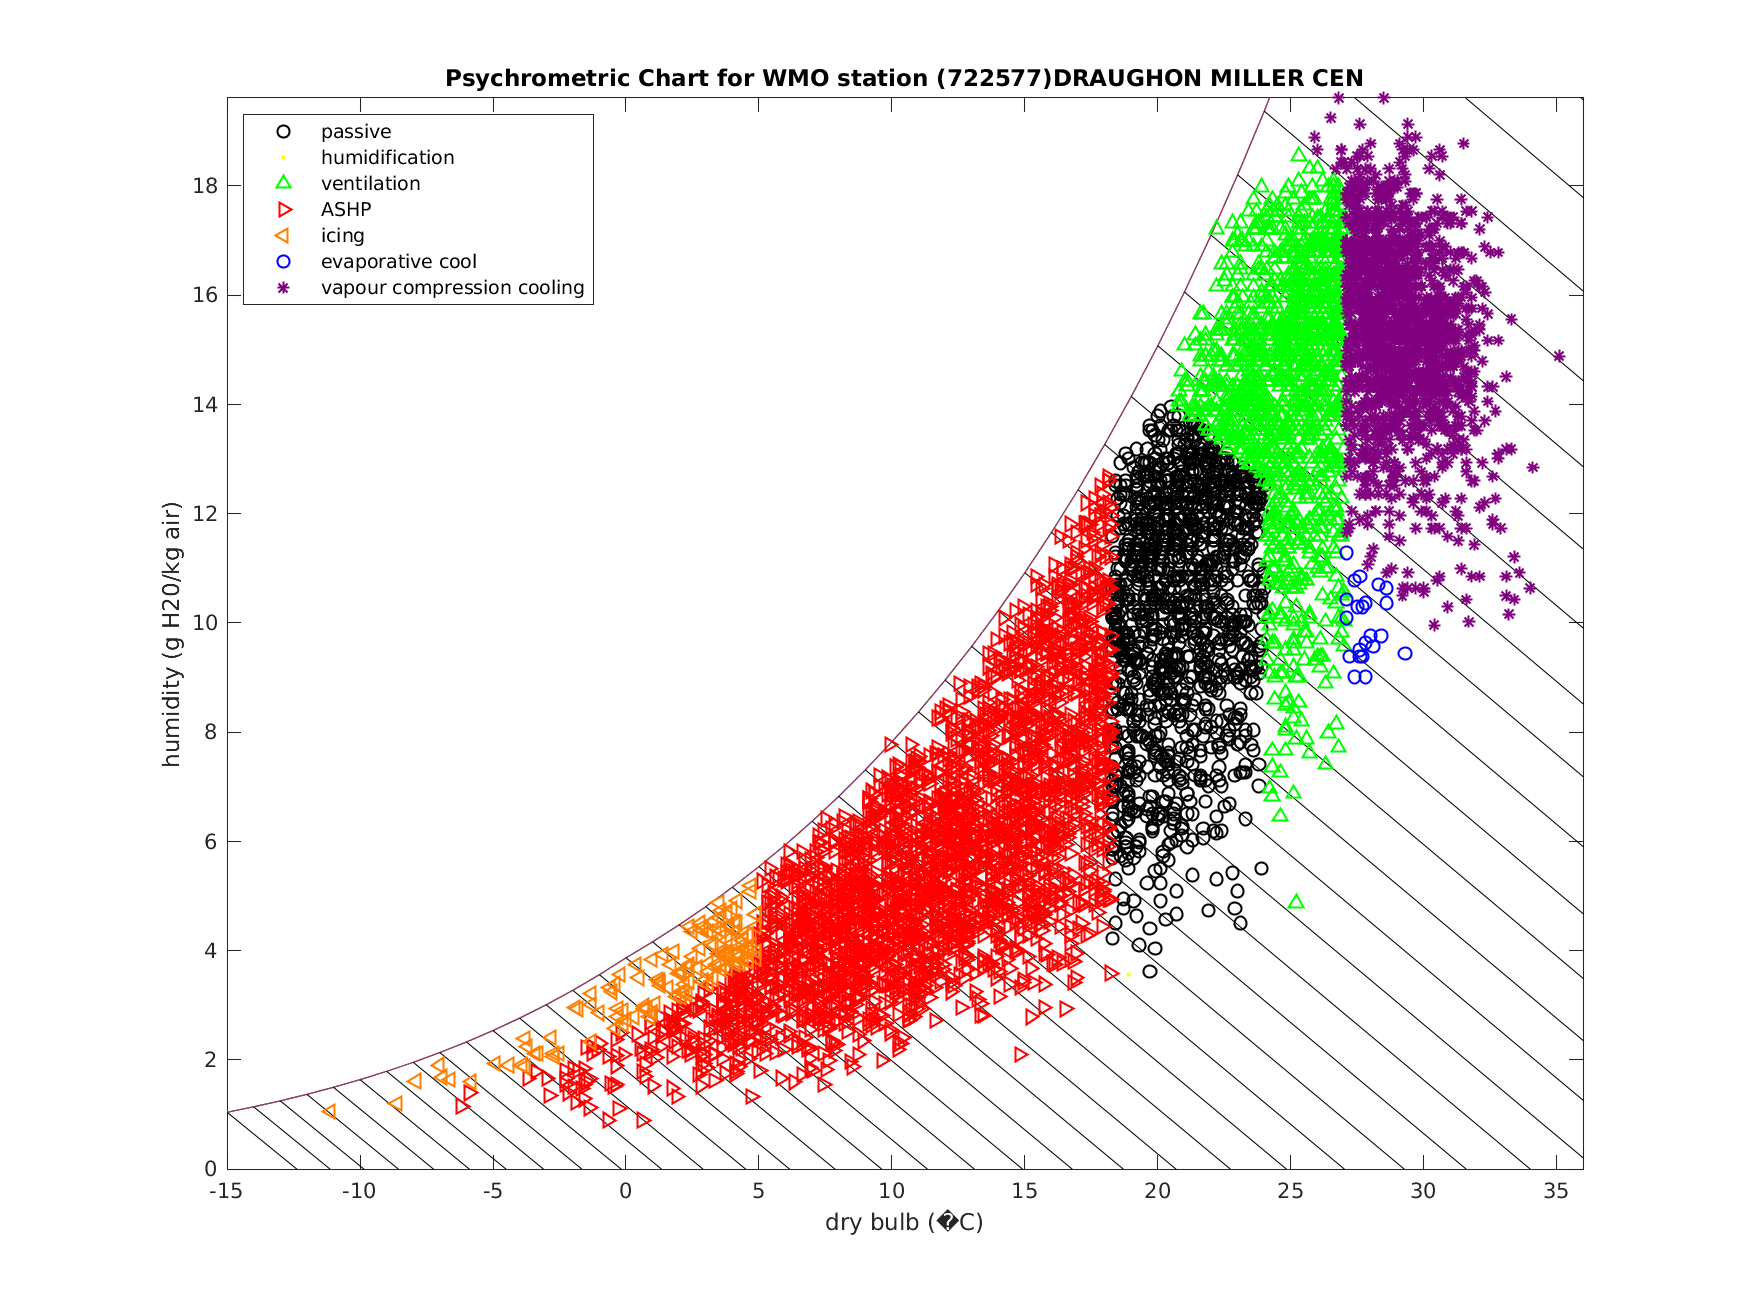 Psychrometric Chart for WMO station (722577)DRAUGHON MILLER CEN
passive
humidification
ventilation
ASHP
icing
evaporative cool
vapour compression cooling
humidity (g H20/kg air)
18
16
14
12
10
8
6
4
2
0
-15 -10 -5 0 5 10 15 20 25 30 35
dry bulb (�C)